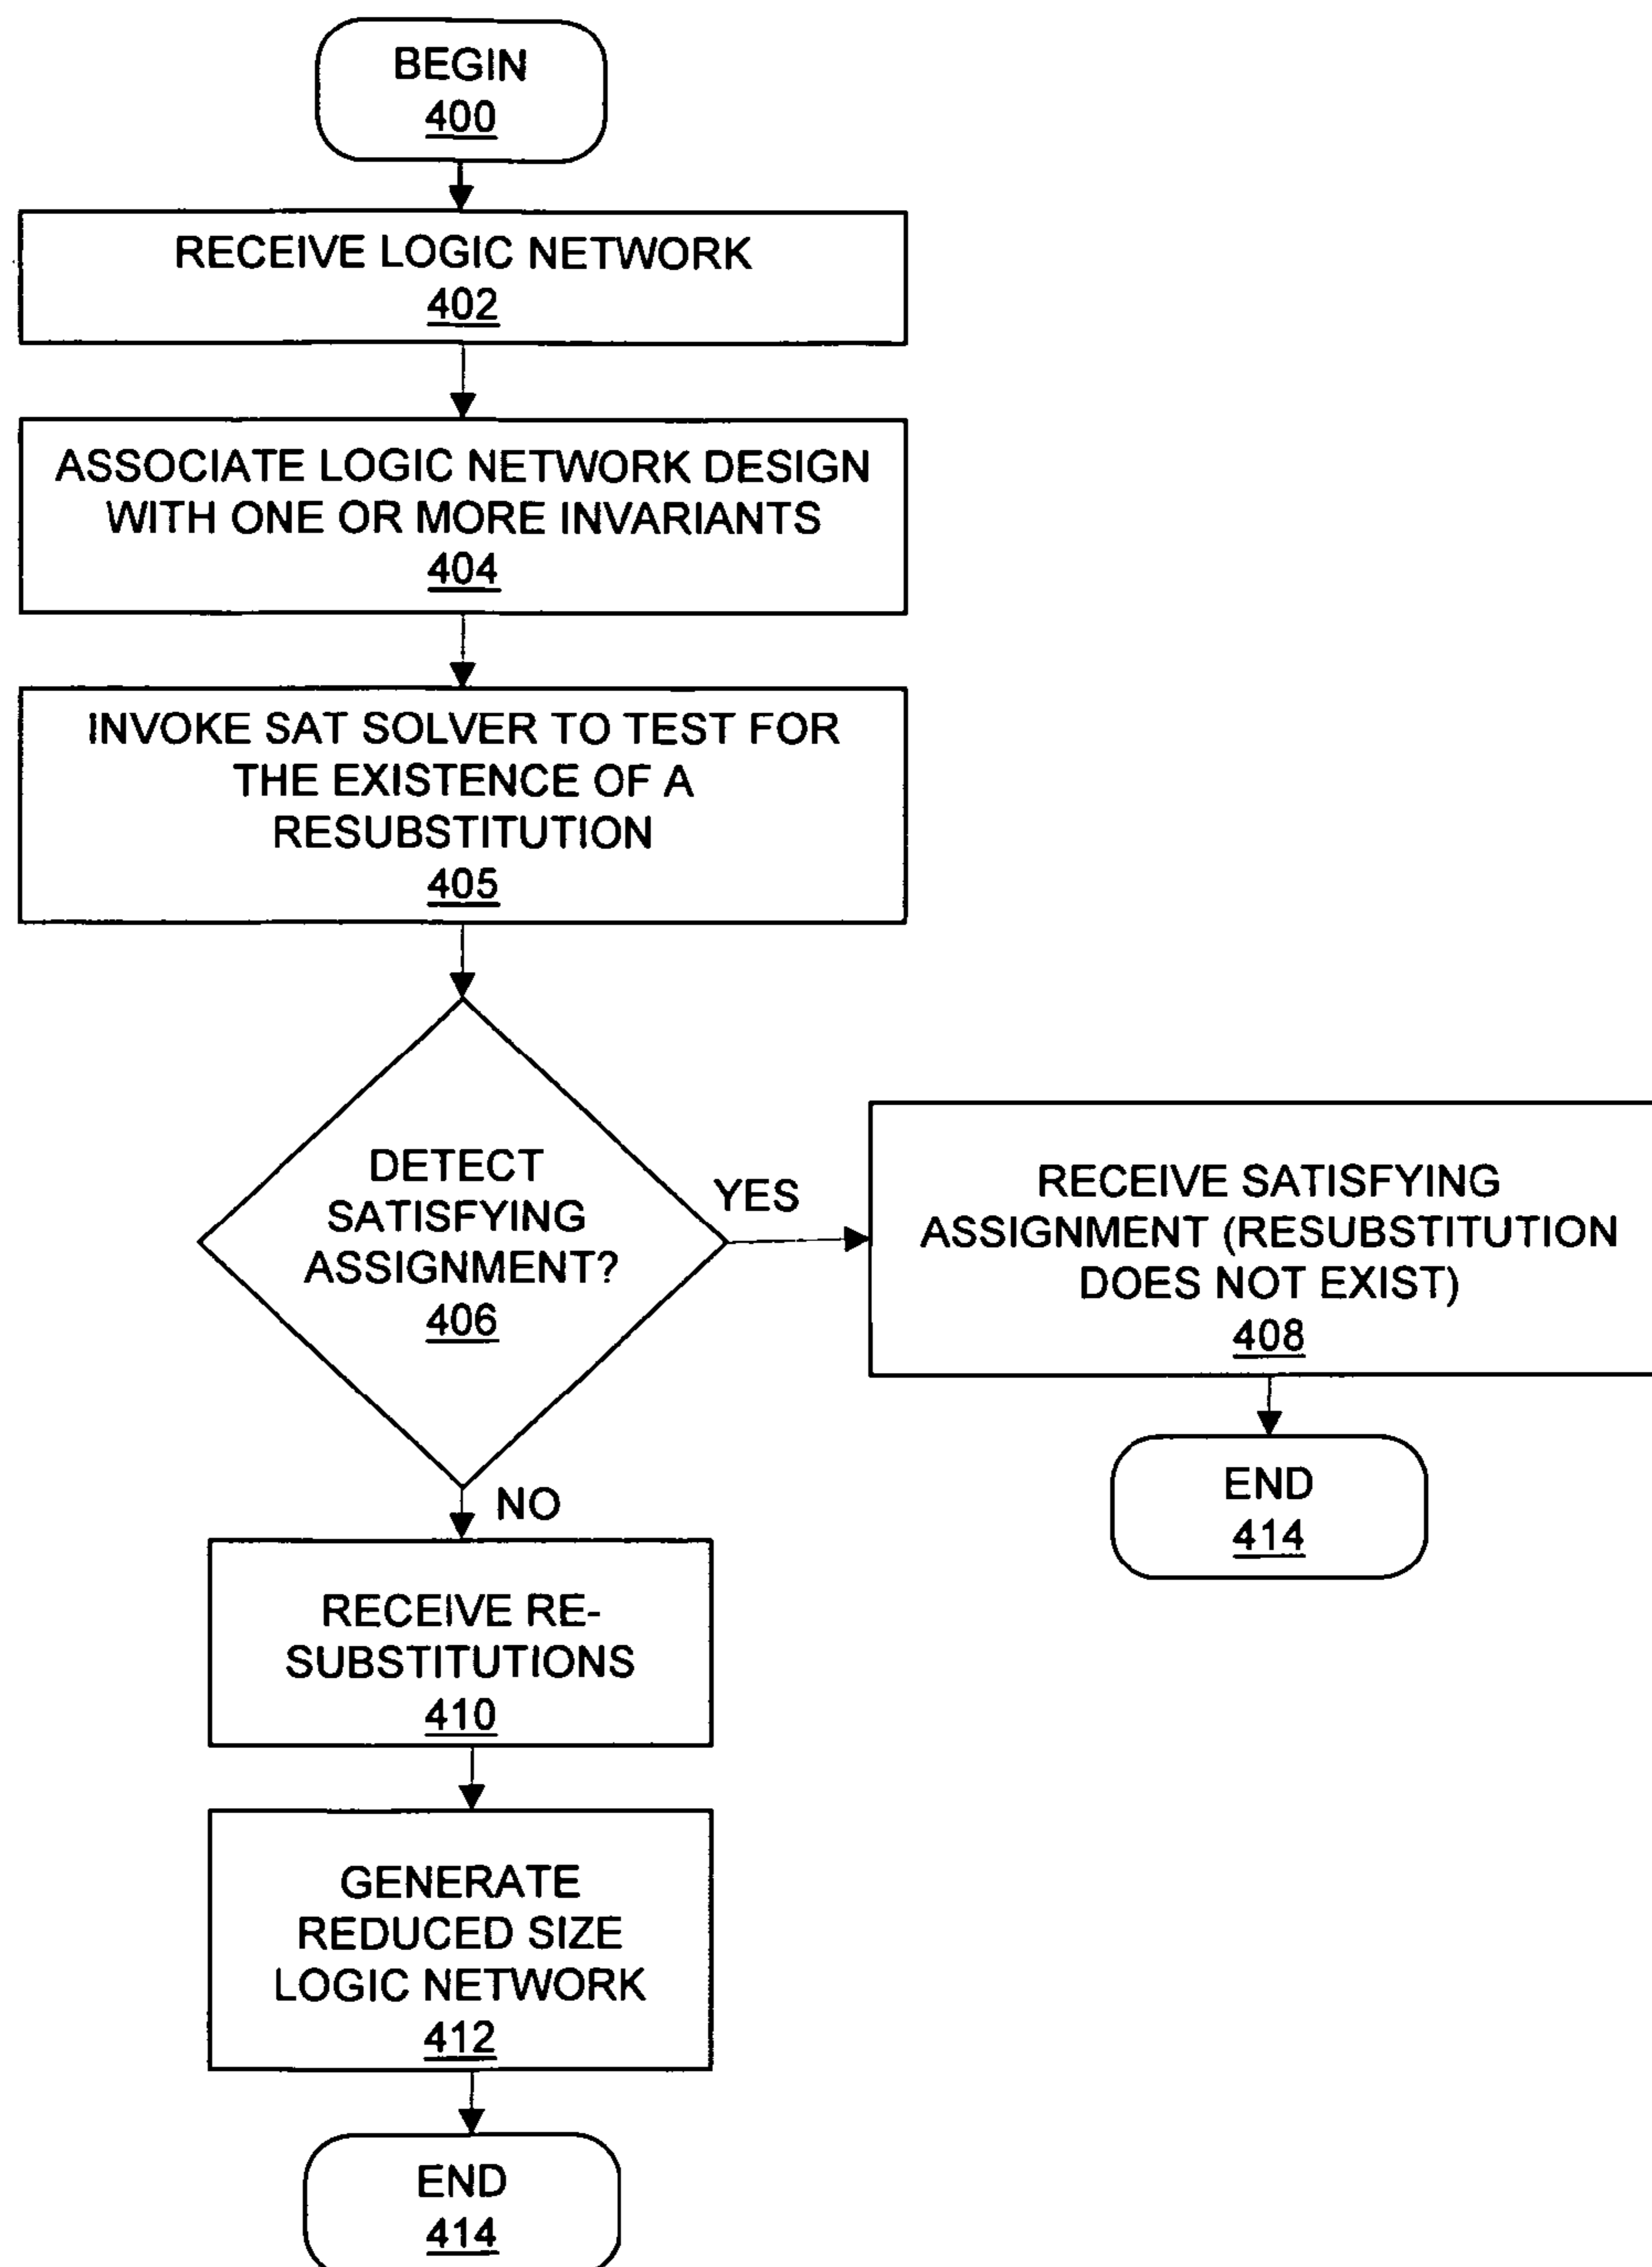 BEGIN
400
RECEIVE LOGIC NETWORK
402
ASSOCIATE LOGIC NETWORK DESIGN
WITH ONE OR MORE INVARIANTS
404
INVOKE SAT SOLVER TO TEST FOR
THE EXISTENCE OF A
RESUBSTITUTION
405
DETECT
SATISFYING
ASSIGNMENT?
406
YES
RECEIVE SATISFYING
ASSIGNMENT (RESUBSTITUTION
DOES NOT EXIST)
408
END
414
NO
RECEIVE RE-
SUBSTITUTIONS
410
GENERATE
REDUCED SIZE
LOGIC NETWORK
412
END
414